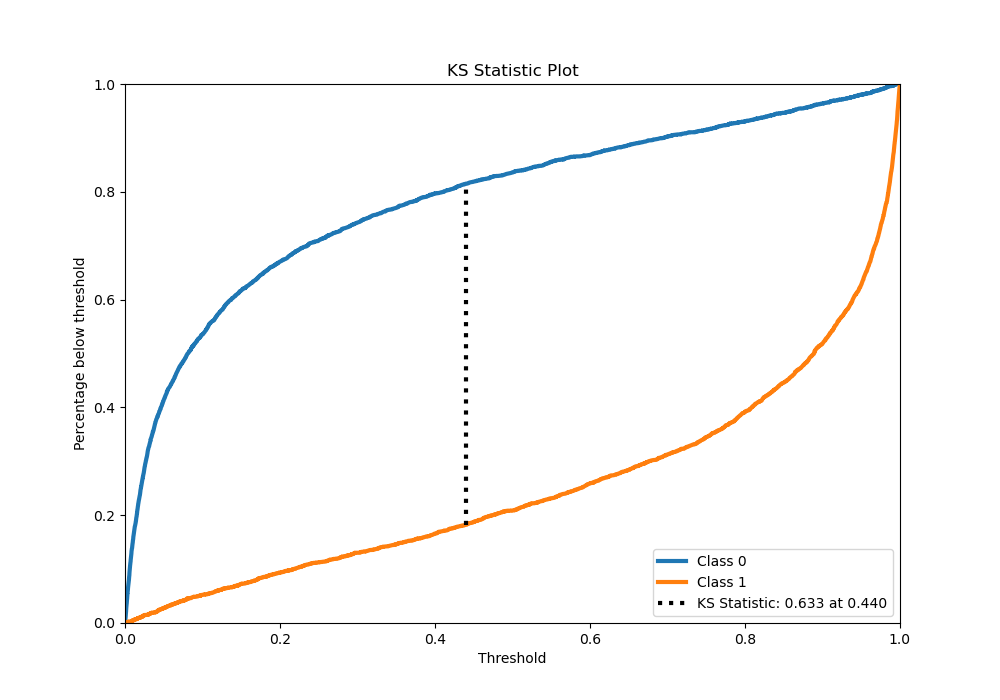 KS Statistic Plot
1.0
0.8
0.6
0.4
0.2
0.0
Percentage below threshold
0.0 0.2 0.4 0.6 0.8 1.0
Threshold
Class 0
Class 1
KS Statistic: 0.633 at 0.440